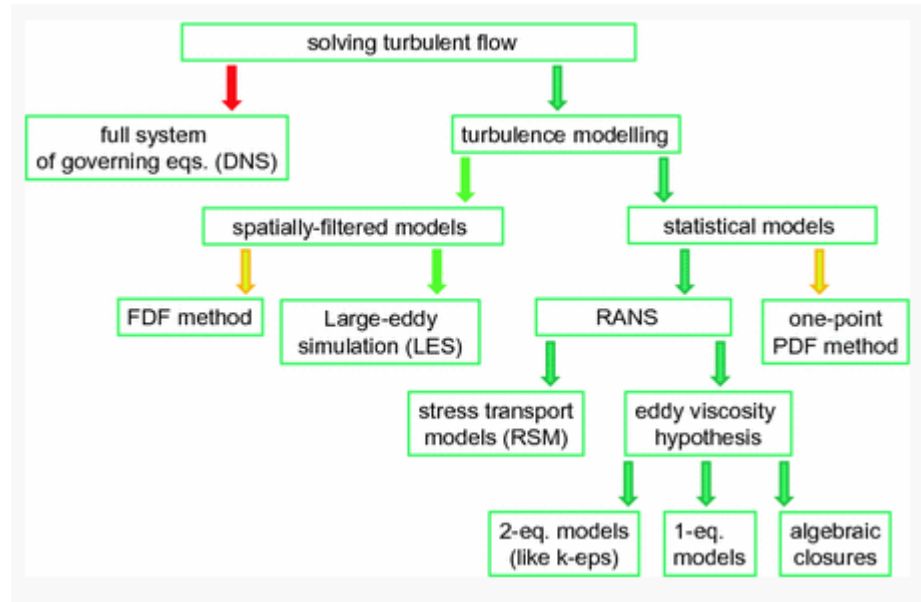 solving turbulent flow
full system
of governing eqs. (DNS)
turbulence modelling
spatially-filtered models
statistical models
FDF method
Large-eddy
simulation (LES)
RANS
one-point
PDF method
stress transport
models (RSM)
eddy viscosity
hypothesis
2-eq. models
(like k-eps)
1-eq.
models
algebraic
closures